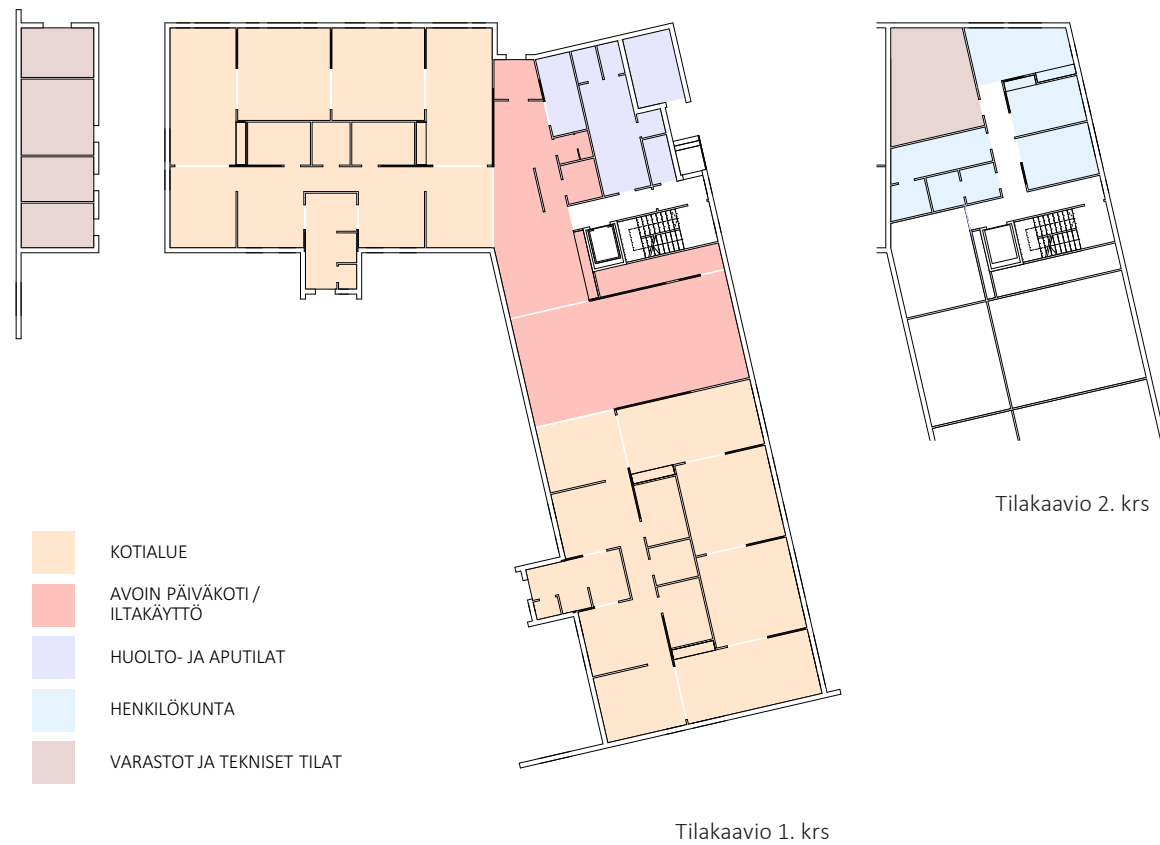 Tilakaavio 2. krs
KOTIALUE
AVOIN PÄIVÄKOTI /
ILTAKÄYTTÖ
HUOLTO- JA APUTILAT
HENKILÖKUNTA
VARASTOT JA TEKNISET TILAT
Tilakaavio 1. krs